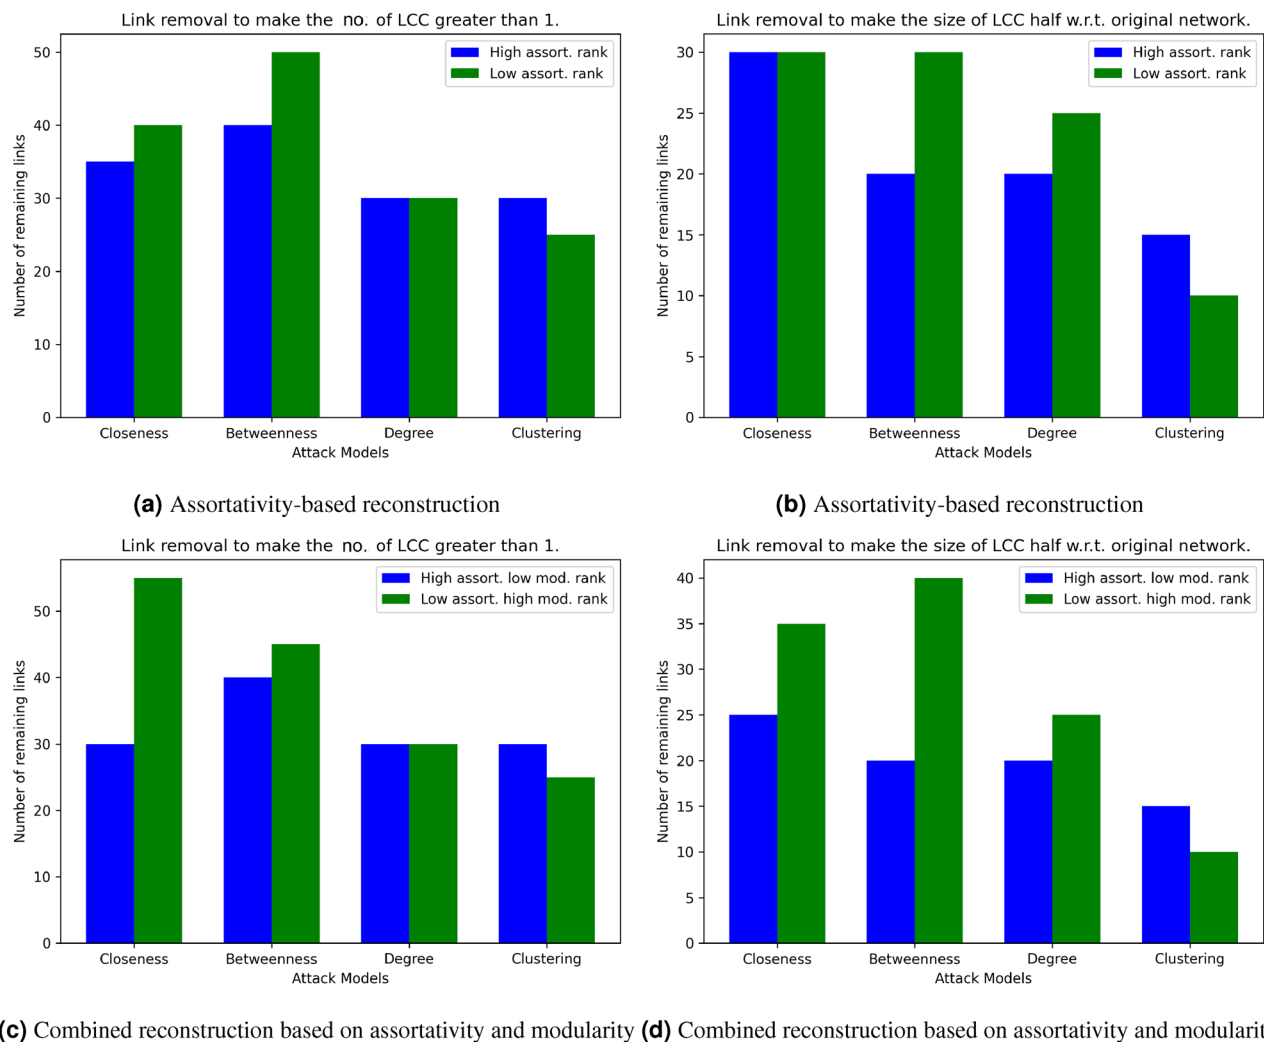 Link removal to make the no. of LCC greater than 1.
High assort. rank
Low assort. rank
Number of remaining links
50
40
30
20
10
0
Closeness
Betweenness
Degree
Clustering
Attack Models
(a) Assortativity-based reconstruction
Link removal to make the size of LCC half w.r.t. original network.
High assort. rank
Low assort. rank
Number of remaining links
30
25
20
15
10
5
0
Closeness
Betweenness
Degree
Clustering
Attack Models
(b) Assortativity-based reconstruction
Link removal to make the no. of LCC greater than 1.
High assort. low mod. rank
Low assort. high mod. rank
Number of remaining links
50
40
30
20
10
0
Closeness
Betweenness
Degree
Clustering
Attack Models
(c) Combined reconstruction based on assortativity and modularity
Link removal to make the size of LCC half w.r.t. original network.
High assort. low mod. rank
Low assort. high mod. rank
Number of remaining links
40
35
30
25
20
15
10
5
0
Closeness
Betweenness
Degree
Clustering
Attack Models
(d) Combined reconstruction based on assortativity and modularit